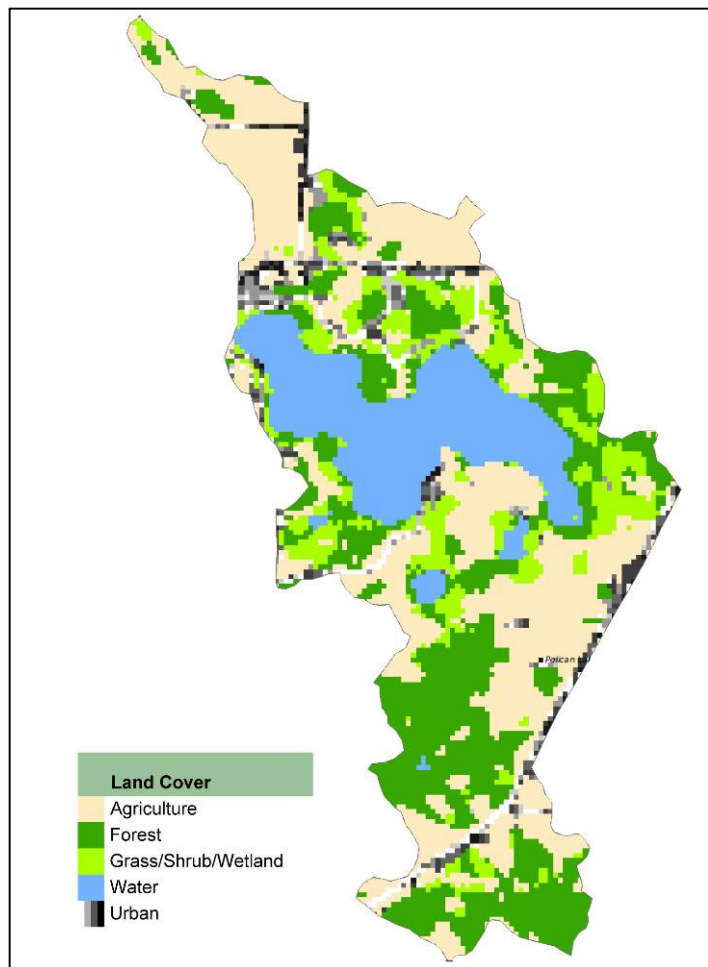 Pelican
Land Cover
Agriculture
Forest
Grass/Shrub/Wetland
Water
Urban